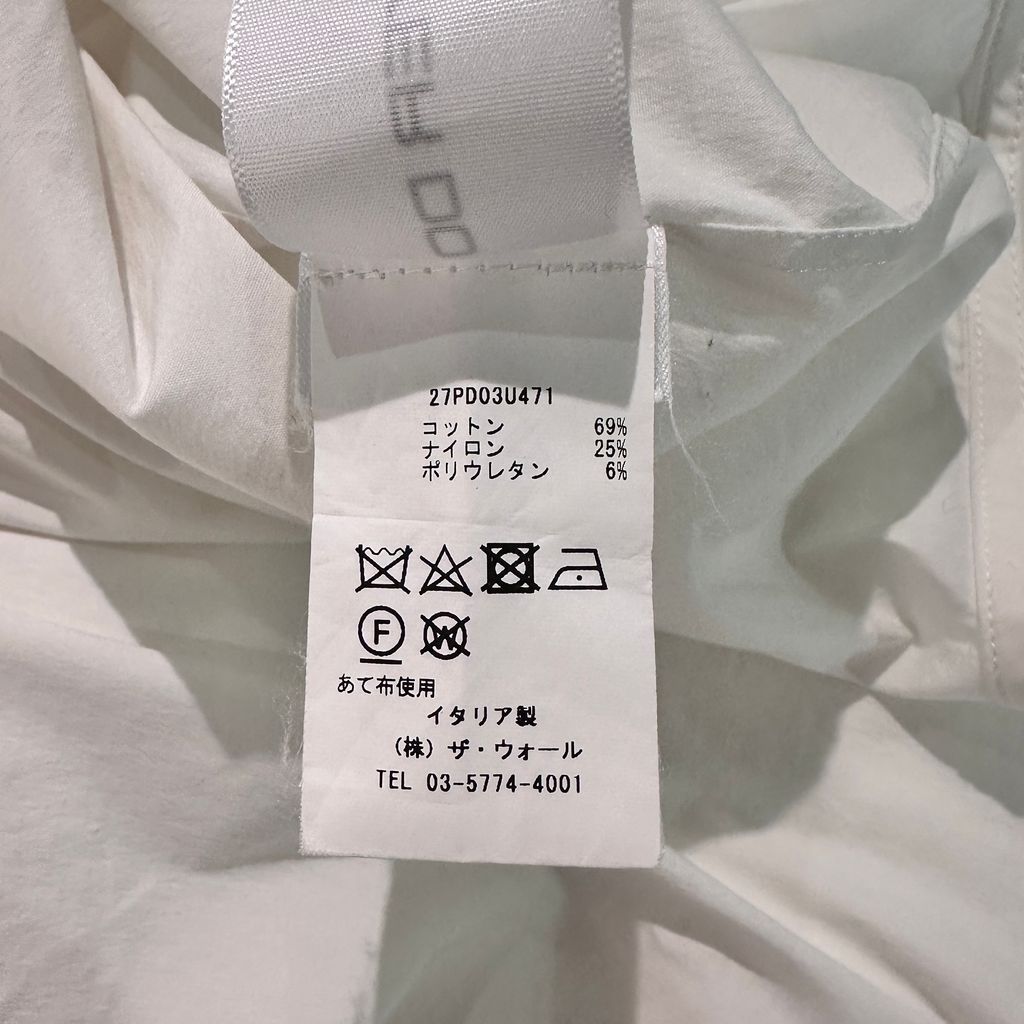 27PD03U471
コットン 69%
ナイロン 25%
ポリウレタン 6%
F W
あて布使用
イタリア製
(株)ザ・ウォール
TEL 03-5774-4001